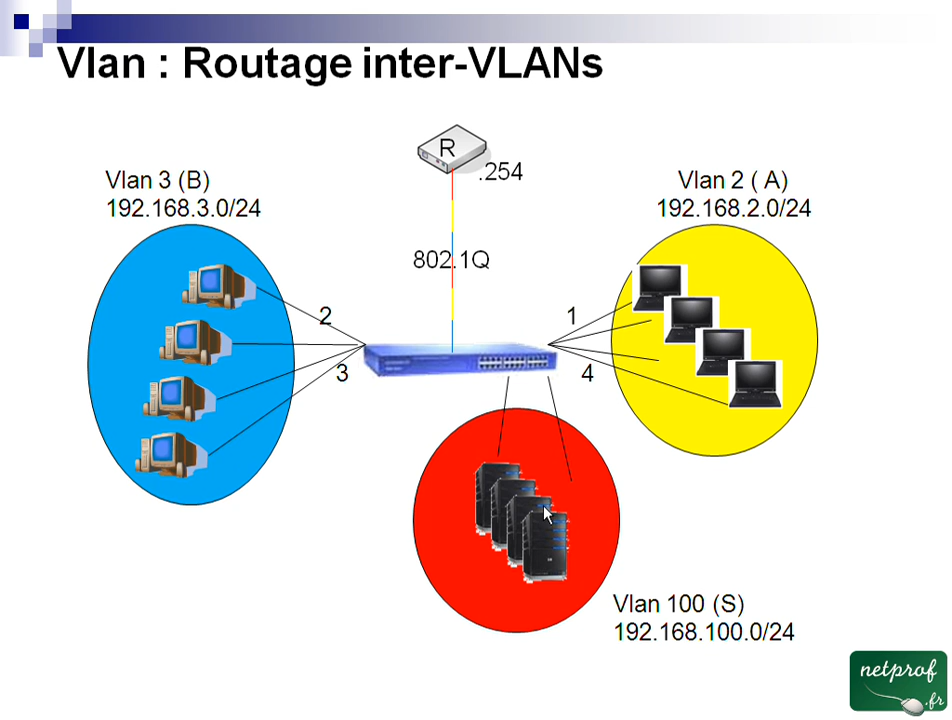 Vlan : Routage inter-VLANs
R
.254
Vlan 3 (B)
192.168.3.0/24
Vlan 2 ( A)
192.168.2.0/24
802.1Q
2
1
3
4
Vlan 100 (S)
192.168.100.0/24
netprof
.fr